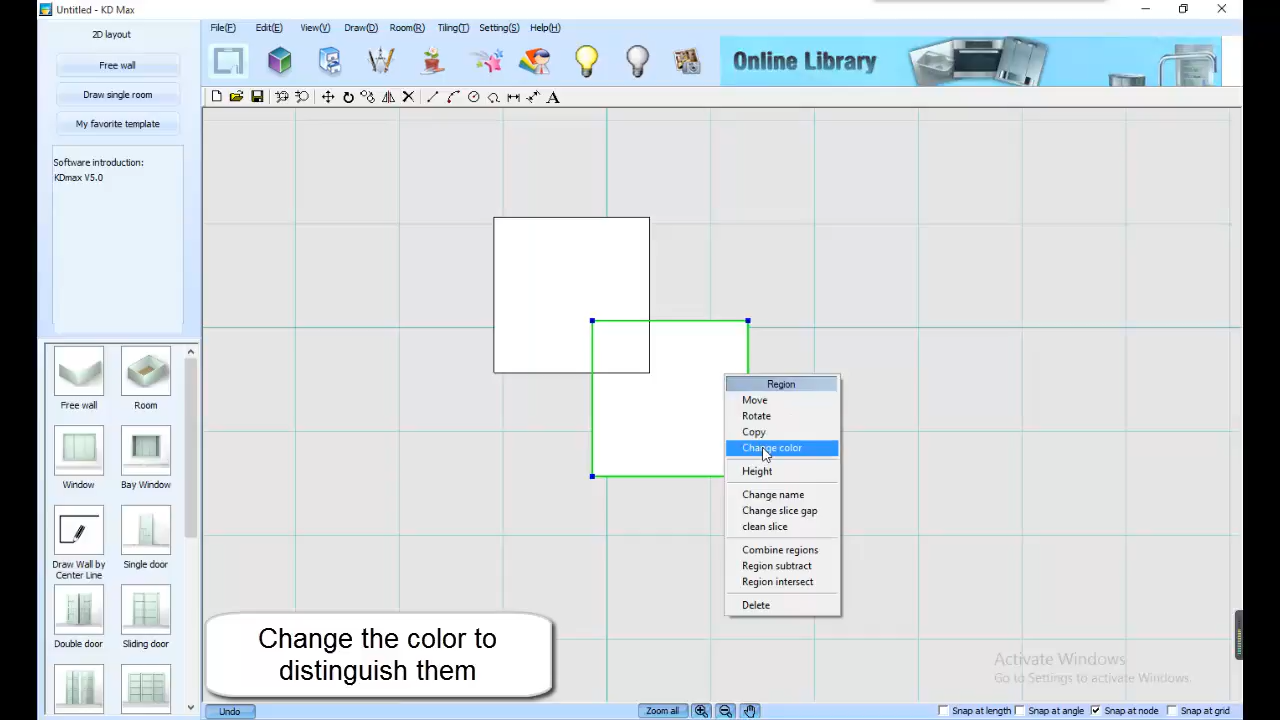 Untitled - KD Max
2D layout
Free wall
Draw single room
My favorite template
Software introduction:
KDmax V5.0
File(F) Edit(E) View(V) Draw(D) Room(R) Tiling(T) Setting(S) Help(H)
Online Library
A
Region
Move
Rotate
Copy
Change color
Height
Change name
Change slice gap
clean slice
Combine regions
Region subtract
Region intersect
Delete
Free wall Room
Window Bay Window
Draw Wall by Center Line Single door
Double door Sliding door
Change the color to
distinguish them
Activate Windows
Go to Settings to activate Windows.
Undo Zoom all Snap at length Snap at angle Snap at node Snap at grid